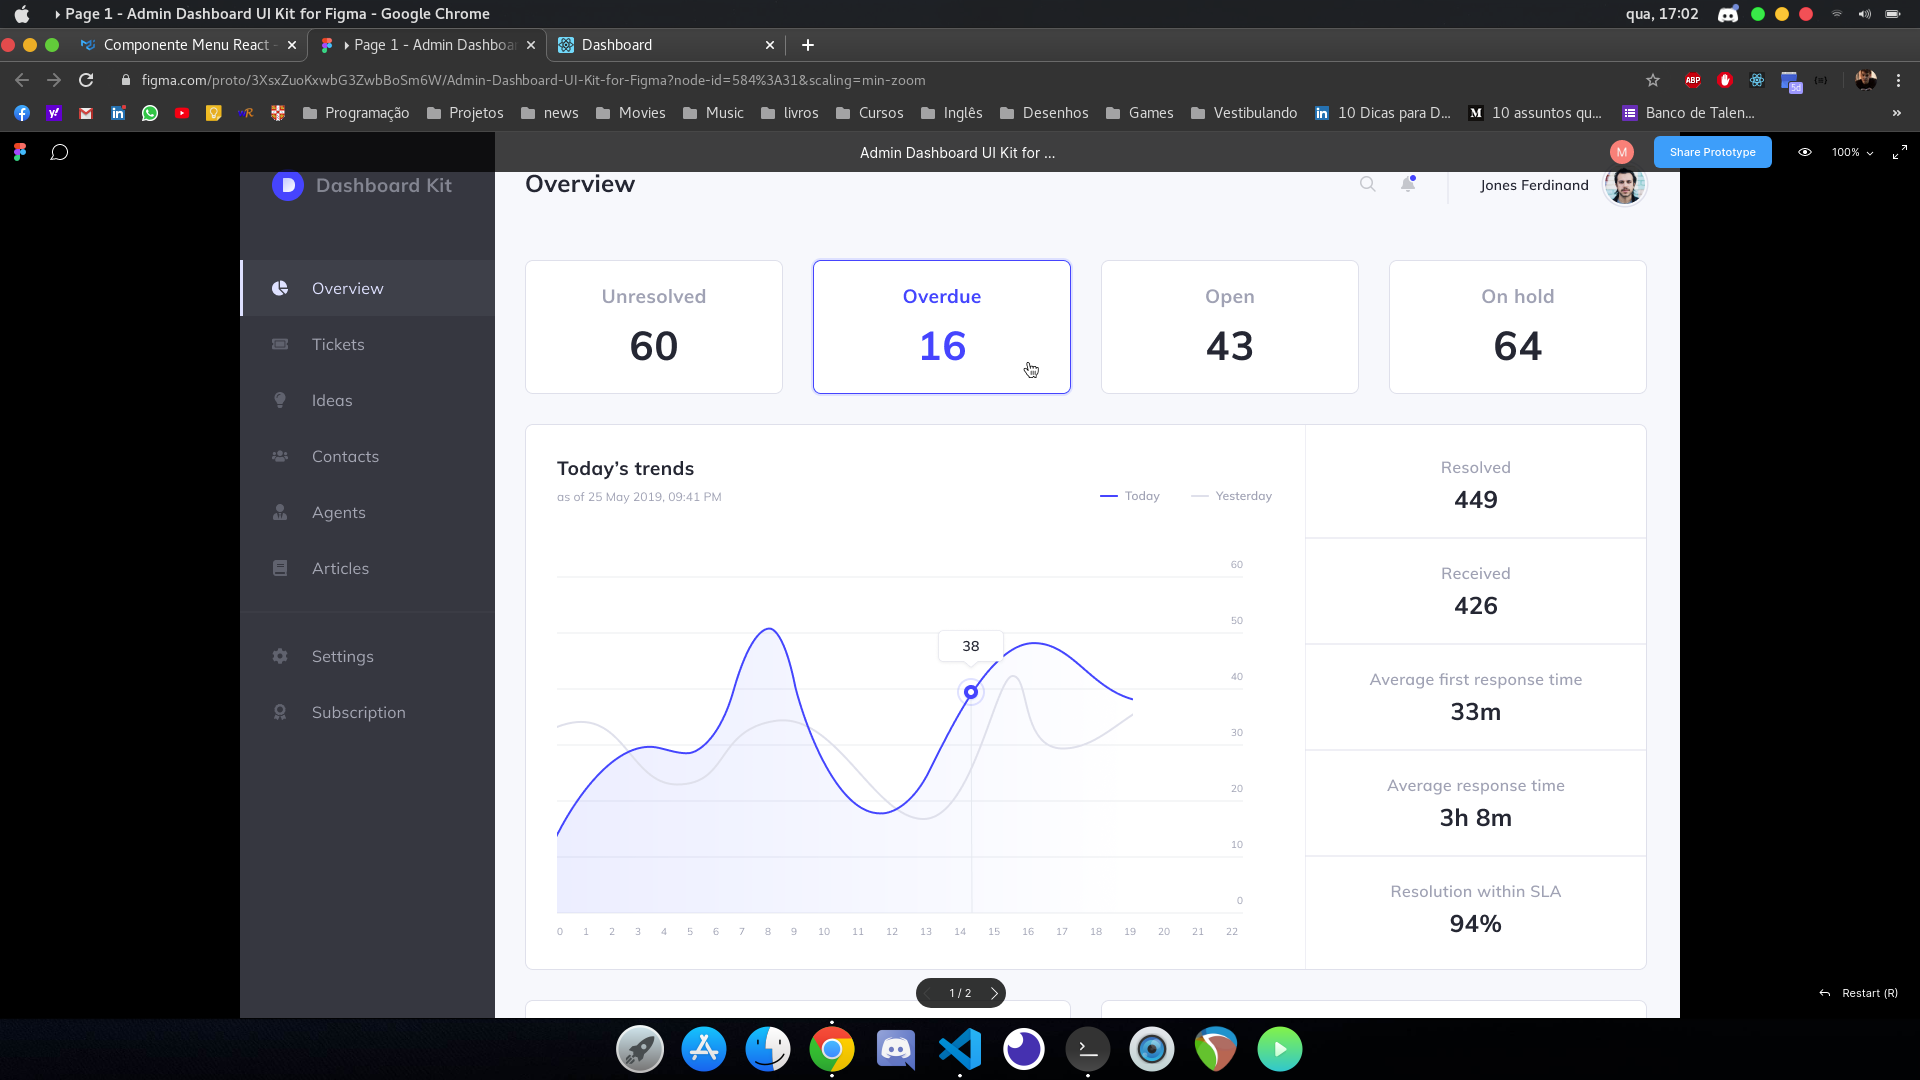 Page 1 - Admin Dashboard UI Kit for Figma - Google Chrome
qua, 17:02
Componente Menu React -
Page 1 - Admin Dashboa
Dashboard
figma.com/proto/3XsxZuoKxwbG3ZwbBoSm6W/Admin-Dashboard-UI-Kit-for-Figma?node-id=584%3A31&scaling=min-zoom
ABP
5d
Programação
Projetos
news
Movies
Music
livros
Cursos
Inglês
Desenhos
Games
Vestibulando
10 Dicas para D...
10 assuntos qu...
Banco de Talen...
»
Admin Dashboard UI Kit for ...
M
Share Prototype
100%
Dashboard Kit
Overview
Jones Ferdinand
Overview
Tickets
Ideas
Contacts
Agents
Articles
Settings
Subscription
Unresolved
60
Overdue
16
Open
43
On hold
64
Today’s trends
as of 25 May 2019, 09:41 PM
Today
Yesterday
60
50
40
30
20
10
0
38
0 1 2 3 4 5 6 7 8 9 10 11 12 13 14 15 16 17 18 19 20 21 22
Resolved
449
Received
426
Average first response time
33m
Average response time
3h 8m
Resolution within SLA
94%
1 / 2
Restart (R)